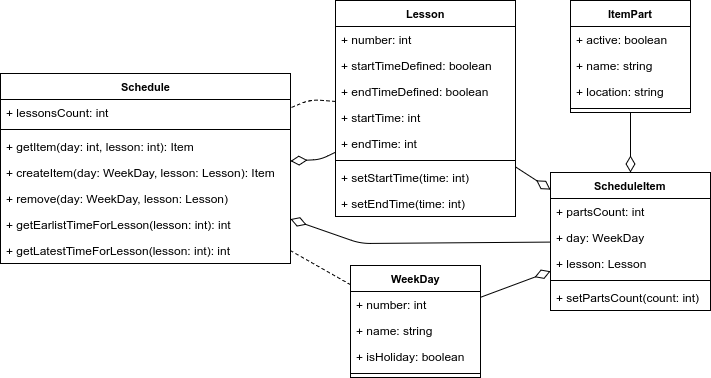 Schedule
+ lessonsCount: int
+ getItem(day: int, lesson: int): Item
+ createItem(day: WeekDay, lesson: Lesson): Item
+ remove(day: WeekDay, lesson: Lesson)
+ getEarlistTimeForLesson(lesson: int): int
+ getLatestTimeForLesson(lesson: int): int
Lesson
+ number: int
+ startTimeDefined: boolean
+ endTimeDefined: boolean
+ startTime: int
+ endTime: int
+ setStartTime(time: int)
+ setEndTime(time: int)
ItemPart
+ active: boolean
+ name: string
+ location: string
ScheduleItem
+ partsCount: int
+ day: WeekDay
+ lesson: Lesson
+ setPartsCount(count: int)
WeekDay
+ number: int
+ name: string
+ isHoliday: boolean